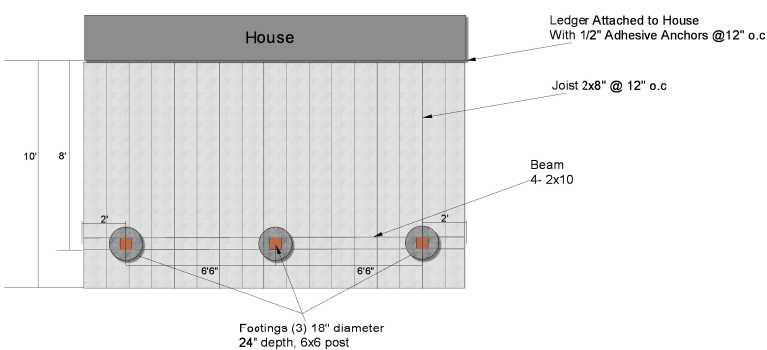 House
Ledger Attached to House
With 1/2" Adhesive Anchors @12" o.c
Joist 2x8" @ 12" o.c
10'
8'
Beam
4- 2x10
2'
2'
6'6"
6'6"
Footings (3) 18" diameter
24" depth, 6x6 post